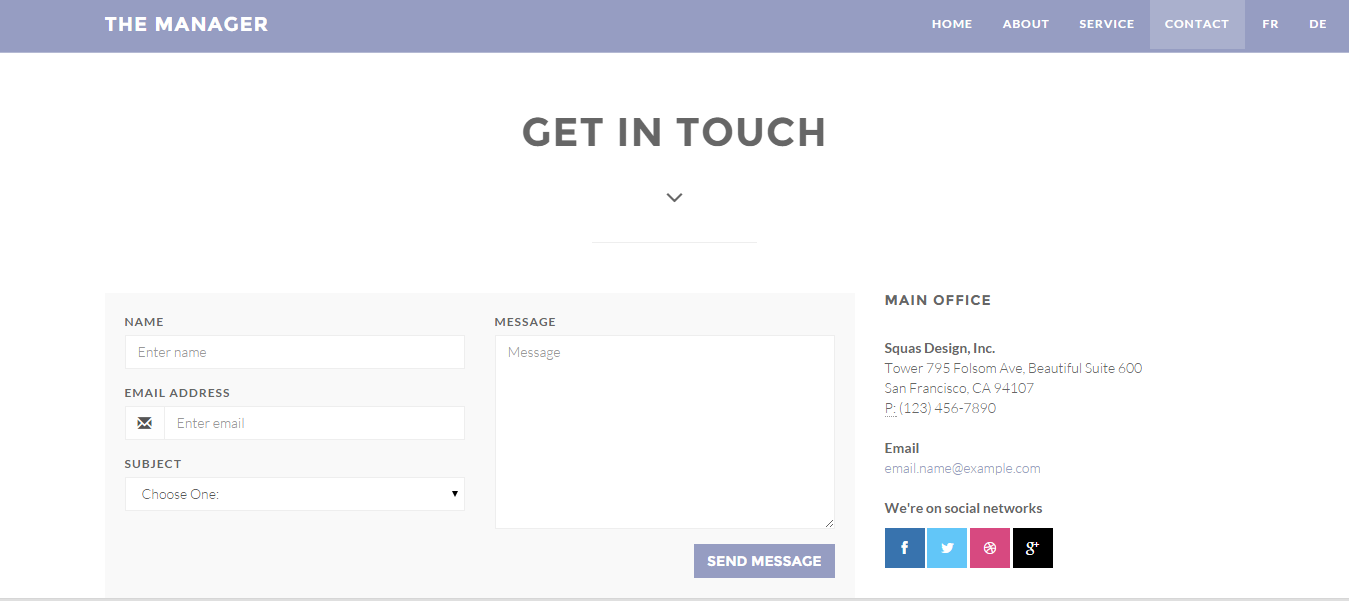 THE MANAGER
HOME ABOUT SERVICE CONTACT FR DE
GET IN TOUCH
NAME
Enter name
EMAIL ADDRESS
Enter email
SUBJECT
Choose One:
MESSAGE
Message
SEND MESSAGE
MAIN OFFICE
Squas Design, Inc.
Tower 795 Folsom Ave, Beautiful Suite 600
San Francisco, CA 94107
P: (123) 456-7890
Email
email.name@example.com
We're on social networks
f
g+